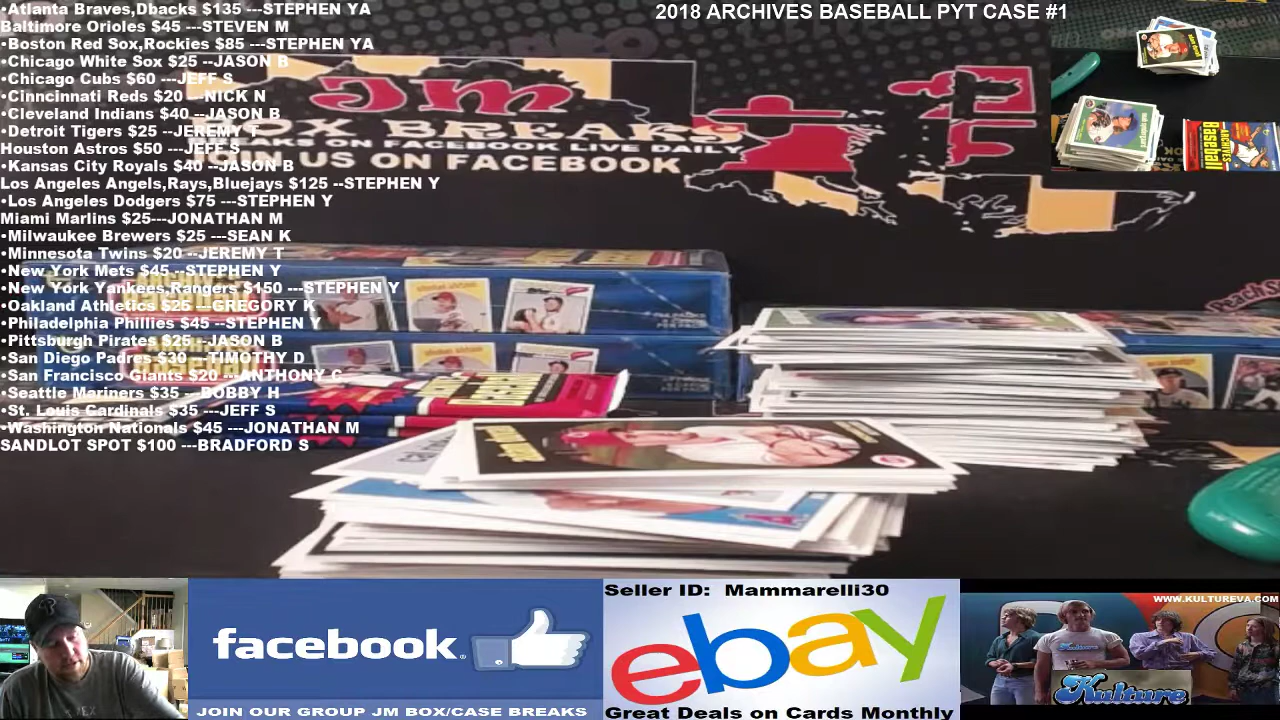 •Atlanta Braves,Dbacks $135 ---STEPHEN YA
Baltimore Orioles $45 ---STEVEN M
•Boston Red Sox,Rockies $85 ---STEPHEN YA
•Chicago White Sox $25 --JASON B
•Chicago Cubs $60 ---JEFF S
•Cinncinnati Reds $20 ---NICK N
•Cleveland Indians $40 --JASON B
•Detroit Tigers $25 --JEREMY T
Houston Astros $50 ---JEFF S
•Kansas City Royals $40 --JASON B
Los Angeles Angels,Rays,Bluejays $125 --STEPHEN Y
•Los Angeles Dodgers $75 ---STEPHEN Y
Miami Marlins $25---JONATHAN M
•Milwaukee Brewers $25 ---SEAN K
•Minnesota Twins $20 --JEREMY T
•New York Mets $45 --STEPHEN Y
•New York Yankees,Rangers $150 ---STEPHEN Y
•Oakland Athletics $25 ---GREGORY K
•Philadelphia Phillies $45 --STEPHEN Y
•Pittsburgh Pirates $25 --JASON B
•San Diego Padres $30 ---TIMOTHY D
•San Francisco Giants $20 ---ANTHONY C
•Seattle Mariners $35 ---BOBBY H
•St. Louis Cardinals $35 ---JEFF S
•Washington Nationals $45 ---JONATHAN M
SANDLOT SPOT $100 ---BRADFORD S
2018 ARCHIVES BASEBALL PYT CASE #1
JM
BOX BREAKS
BREAKS ON FACEBOOK LIVE DAILY
US ON FACEBOOK
ARCHIVES
Baseball
facebook
JOIN OUR GROUP JM BOX/CASE BREAKS
Seller ID: Mammarelli30
ebay
Great Deals on Cards Monthly
WWW.KULTUREVA.COM
Kulture